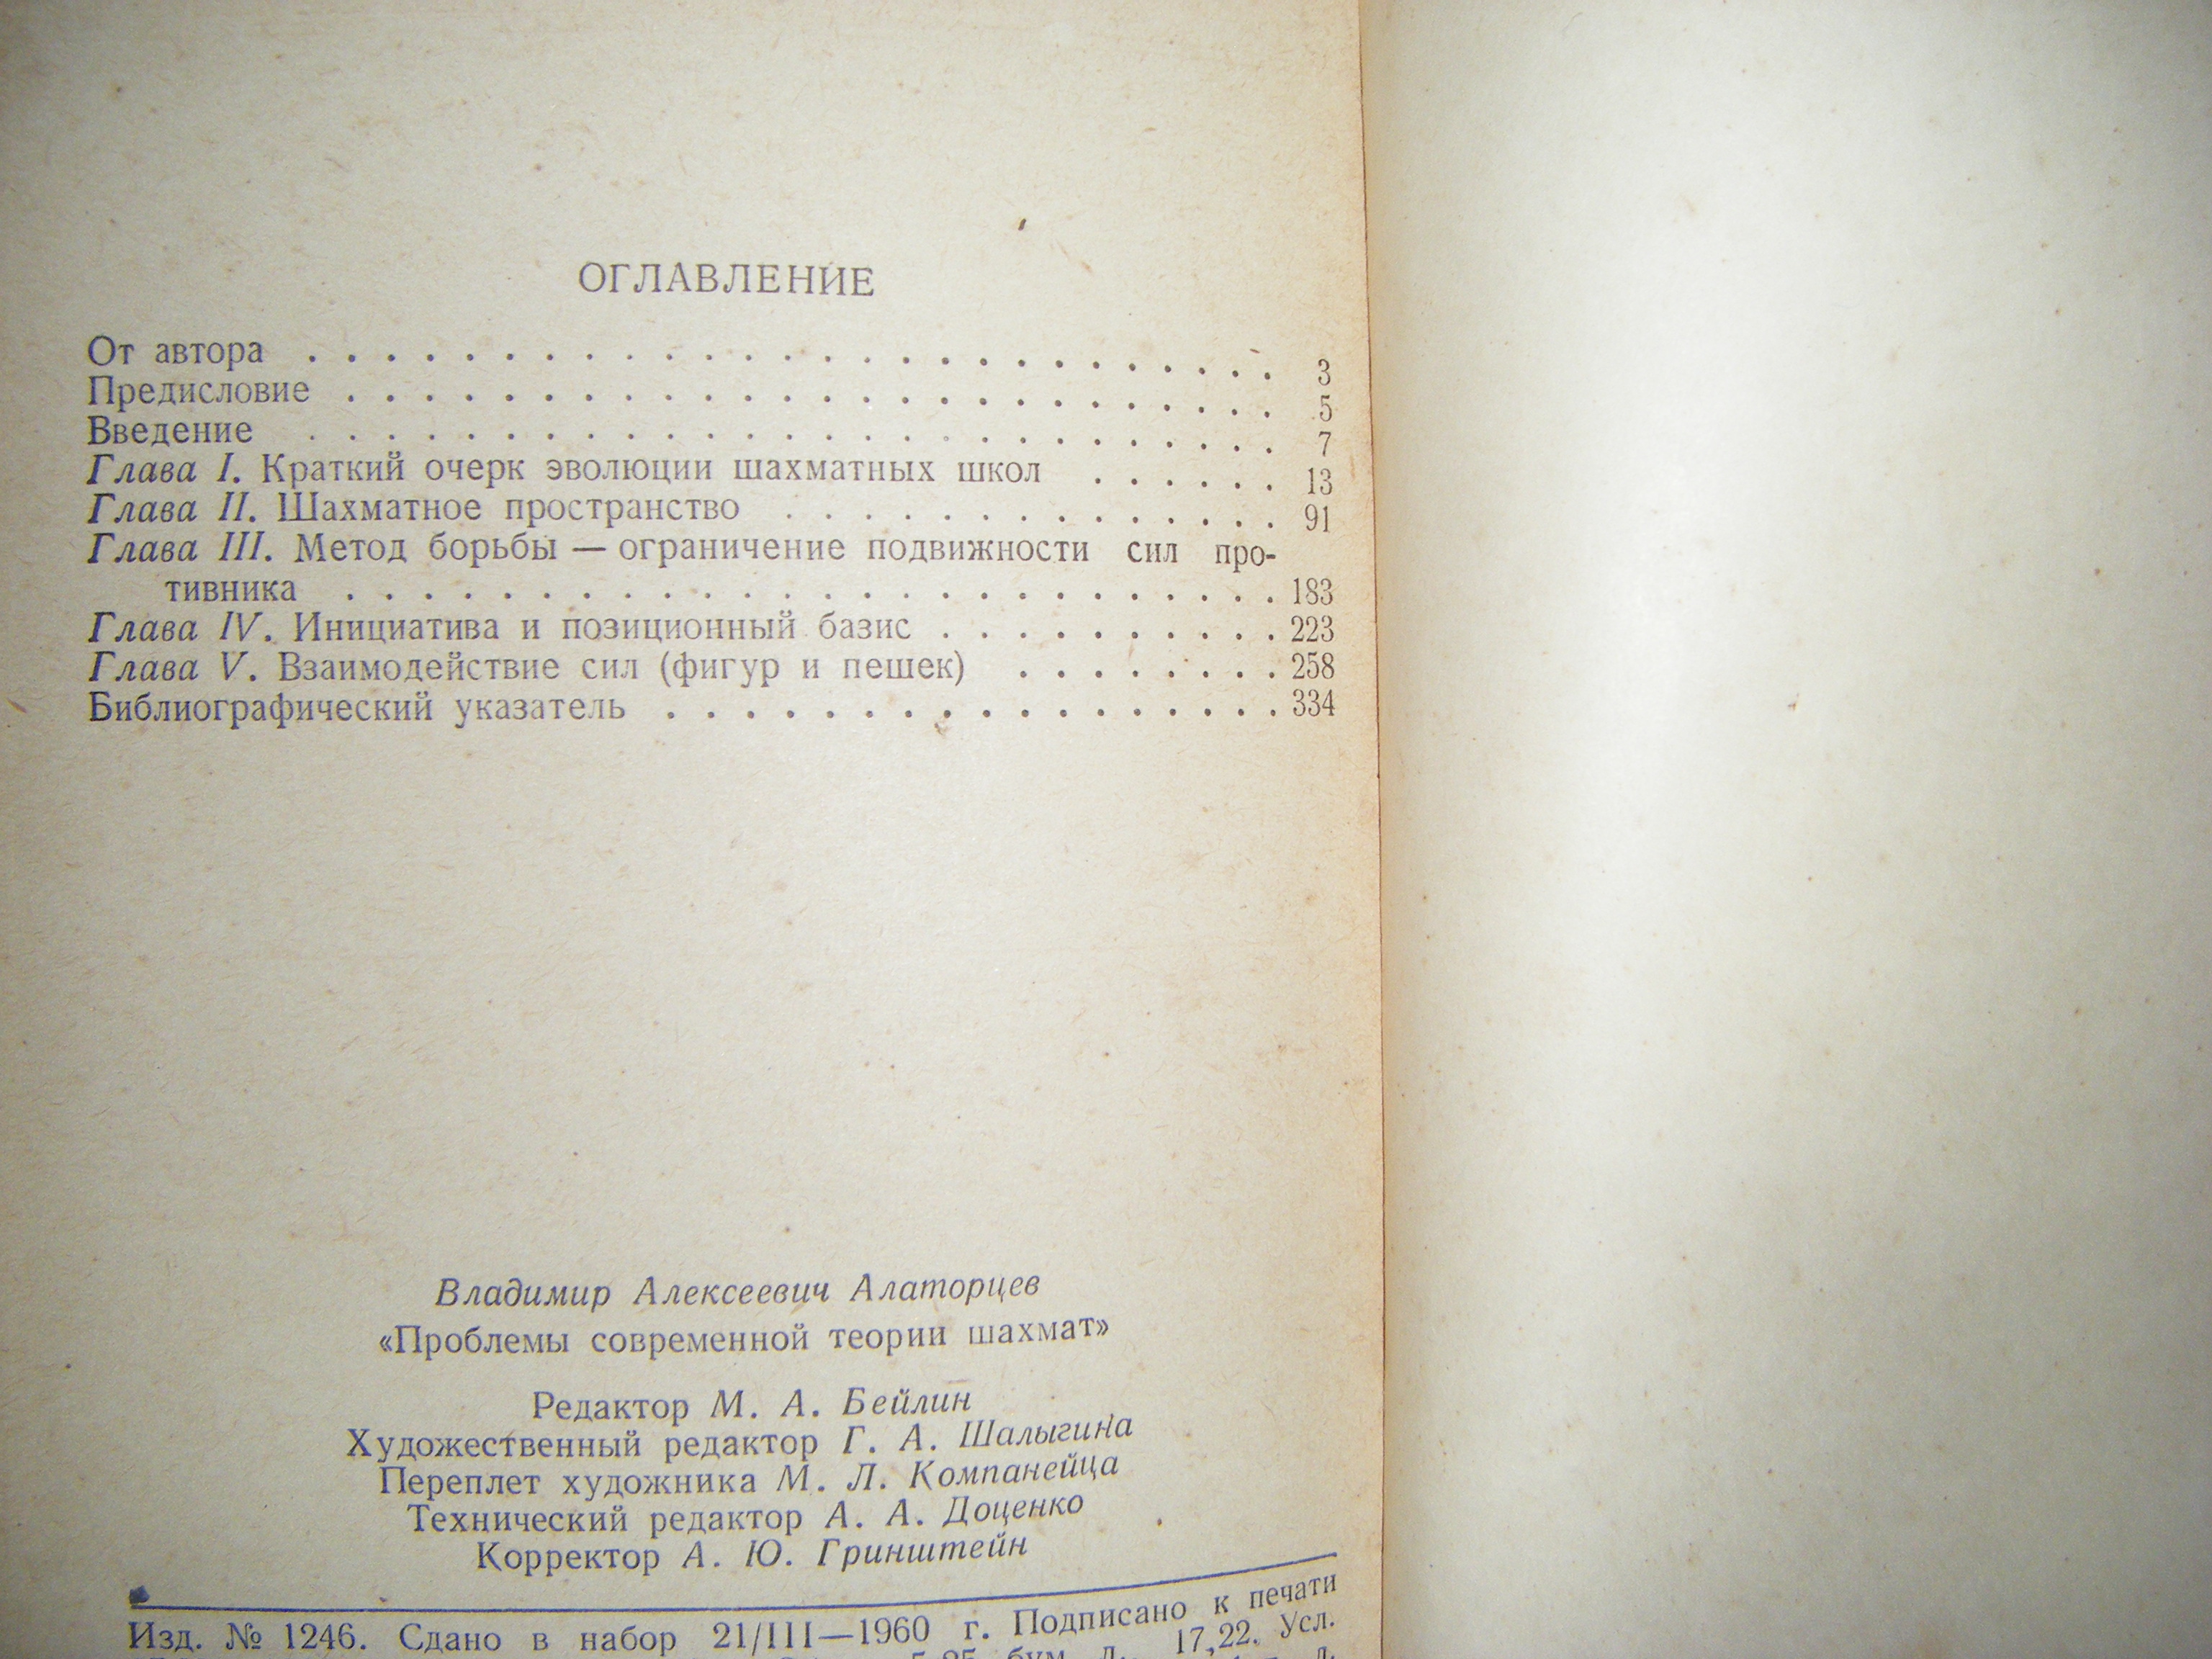 ОГЛАВЛЕНИЕ
От автора . . . . . . . . . . . . . . . . . . . . . . . . . 3
Предисловие . . . . . . . . . . . . . . . . . . . . . . . . 5
Введение . . . . . . . . . . . . . . . . . . . . . . . . . 7
Глава I. Краткий очерк эволюции шахматных школ . . . . . . 13
Глава II. Шахматное пространство . . . . . . . . . . . . . 91
Глава III. Метод борьбы — ограничение подвижности сил про-
тивника . . . . . . . . . . . . . . . . . . . . . . . . 183
Глава IV. Инициатива и позиционный базис . . . . . . . . . . 223
Глава V. Взаимодействие сил (фигур и пешек) . . . . . . . . 258
Библиографический указатель . . . . . . . . . . . . . . . . 334
Владимир Алексеевич Алаторцев
«Проблемы современной теории шахмат»
Редактор М. А. Бейлин
Художественный редактор Г. А. Шалыгина
Переплет художника М. Л. Компанейца
Технический редактор А. А. Доценко
Корректор А. Ю. Гринштейн
Изд. № 1246. Сдано в набор 21/III—1960 г. Подписано к печати
бум. л. 17,22. Усл.